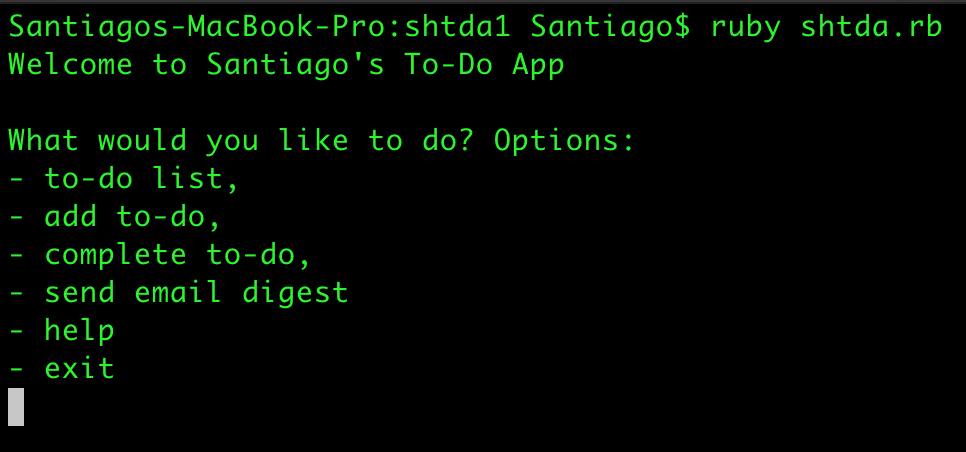 Santiagos-MacBook-Pro:shtda1 Santiago$ ruby shtda.rb
Welcome to Santiago's To-Do App
What would you like to do? Options:
- to-do list,
- add to-do,
- complete to-do,
- send email digest
- help
- exit